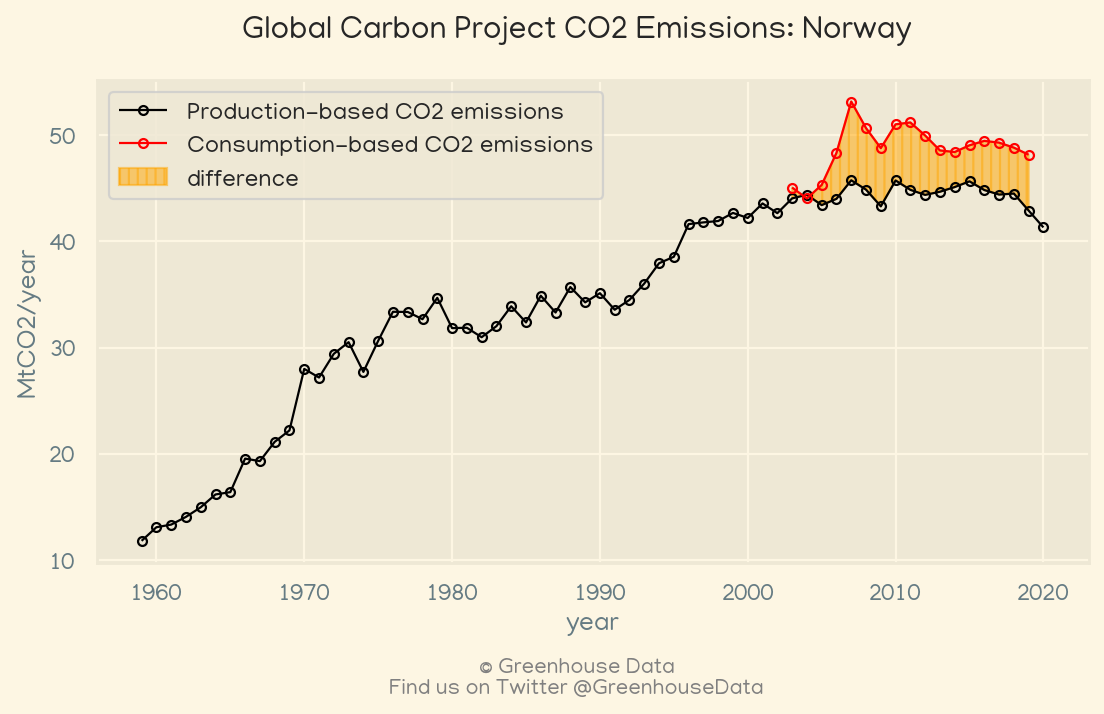 Global Carbon Project CO2 Emissions: Norway
Production-based CO2 emissions
Consumption-based CO2 emissions
difference
50
40
30
20
10
MtCO2/year
1960 1970 1980 1990 2000 2010 2020
year
© Greenhouse Data
Find us on Twitter @GreenhouseData